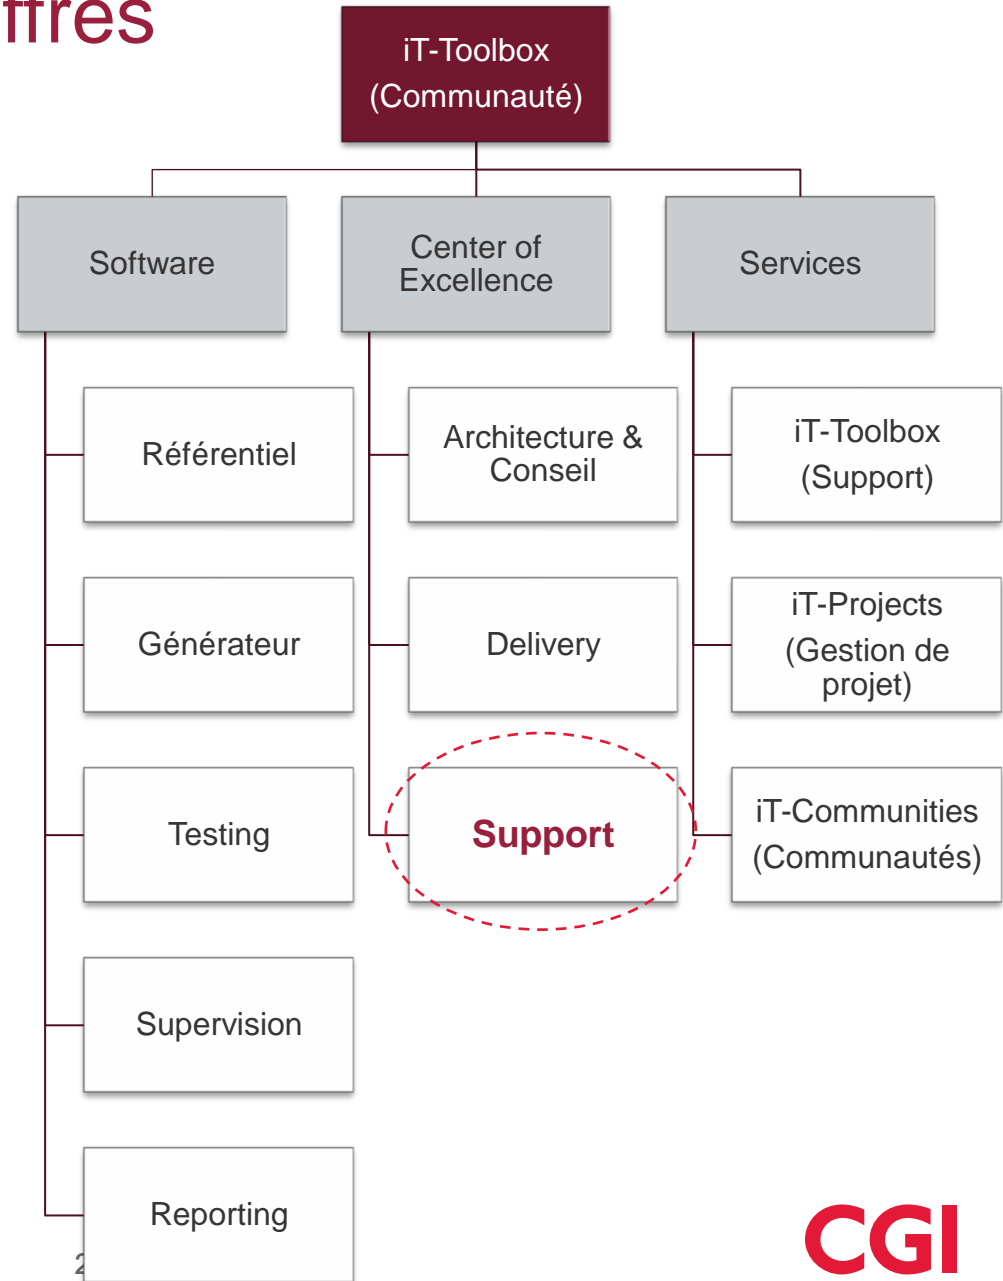 iT-Toolbox
(Communauté)
Software
Center of
Excellence
Services
Référentiel
Architecture &
Conseil
iT-Toolbox
(Support)
Générateur
Delivery
iT-Projects
(Gestion de
projet)
Testing
Support
iT-Communities
(Communautés)
Supervision
Reporting
CGI